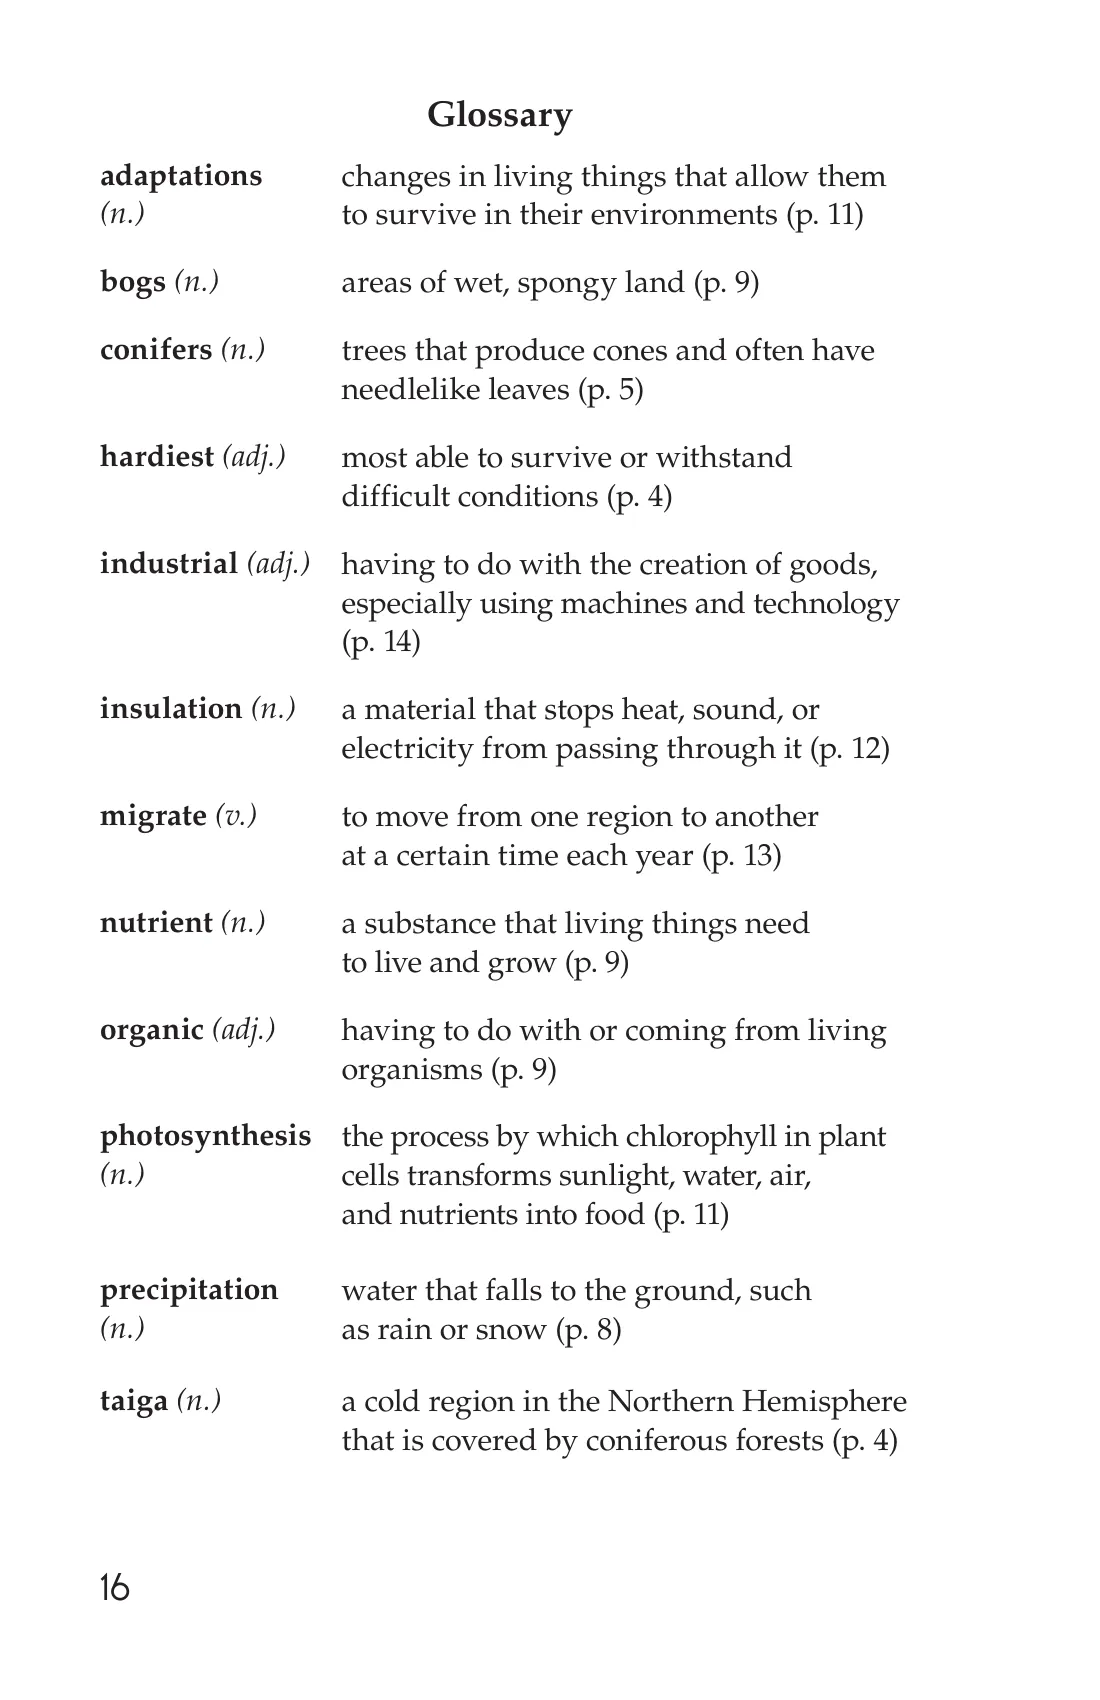 Glossary
adaptations changes in living things that allow them
(n.) to survive in their environments (p. 11)
bogs (n.) areas of wet, spongy land (p. 9)
conifers (n.) trees that produce cones and often have
needlelike leaves (p. 5)
hardiest (adj.) most able to survive or withstand
difficult conditions (p. 4)
industrial (adj.) having to do with the creation of goods,
especially using machines and technology
(p. 14)
insulation (n.) a material that stops heat, sound, or
electricity from passing through it (p. 12)
migrate (v.) to move from one region to another
at a certain time each year (p. 13)
nutrient (n.) a substance that living things need
to live and grow (p. 9)
organic (adj.) having to do with or coming from living
organisms (p. 9)
photosynthesis the process by which chlorophyll in plant
(n.) cells transforms sunlight, water, air,
and nutrients into food (p. 11)
precipitation water that falls to the ground, such
(n.) as rain or snow (p. 8)
taiga (n.) a cold region in the Northern Hemisphere
that is covered by coniferous forests (p. 4)
16